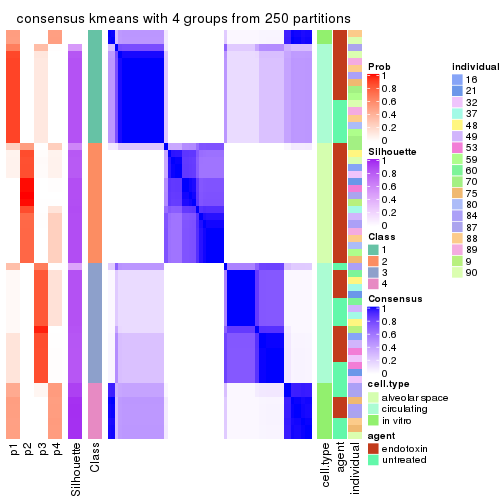 consensus kmeans with 4 groups from 250 partitions
p1
p2
p3
p4
Silhouette
Class
cell.type
agent
individual
Prob
1
0.8
0.6
0.4
0.2
0
Silhouette
1
0.8
0.6
0.4
0.2
0
Class
1
2
3
4
Consensus
1
0.8
0.6
0.4
0.2
0
cell.type
alveolar space
circulating
in vitro
agent
endotoxin
untreated
individual
16
21
32
37
48
49
53
59
60
70
75
80
84
87
88
89
9
90